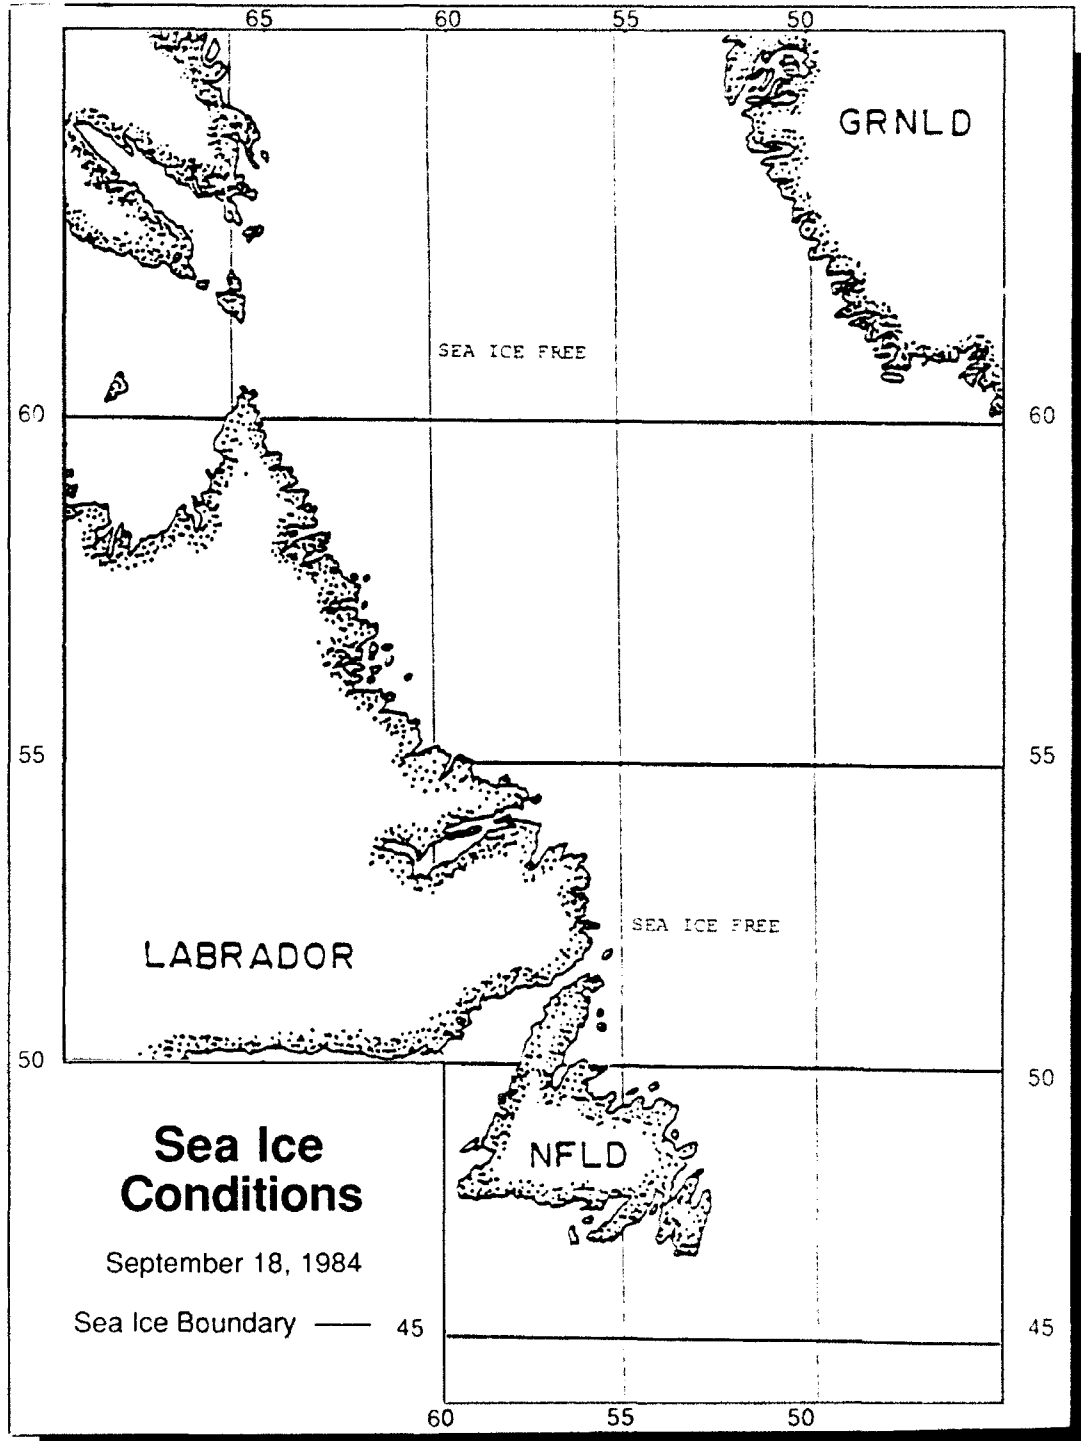 65 60 55 50
GRNLD
SEA ICE FREE
60 60
55 55
SEA ICE FREE
LABRADOR
50 50
Sea Ice
Conditions
NFLD
September 18, 1984
Sea Ice Boundary
45 45
60 55 50